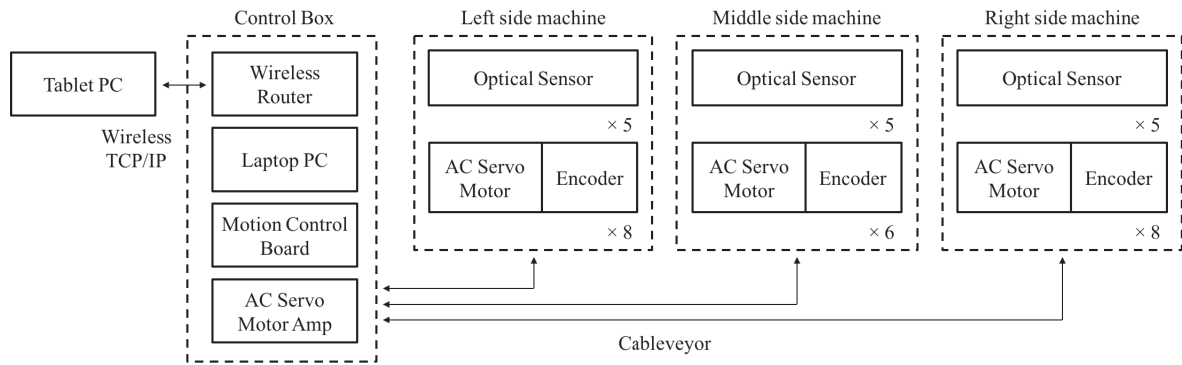 Control Box
Left side machine
Middle side machine
Right side machine
Tablet PC
Wireless
TCP/IP
Wireless
Router
Laptop PC
Motion Control
Board
AC Servo
Motor Amp
Optical Sensor
× 5
AC Servo
Motor
Encoder
× 8
Optical Sensor
× 5
AC Servo
Motor
Encoder
× 6
Optical Sensor
× 5
AC Servo
Motor
Encoder
× 8
Cableveyor